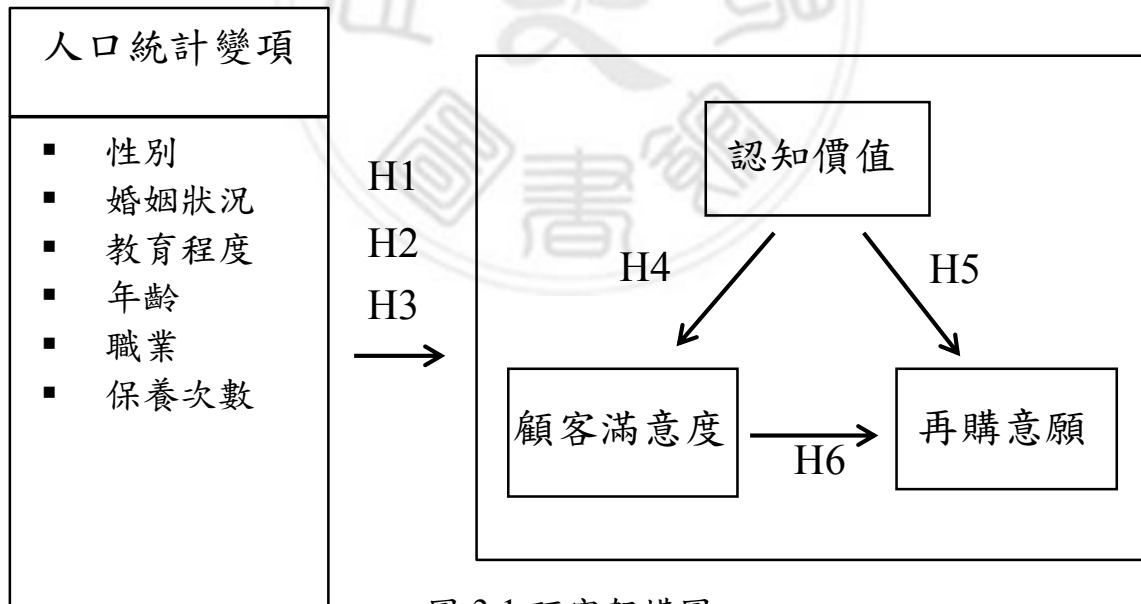 人口統計變項
▪ 性別
▪ 婚姻狀況
▪ 教育程度
▪ 年齡
▪ 職業
▪ 保養次數
H1
H2
H3
認知價值
H4
H5
顧客滿意度
H6
再購意願